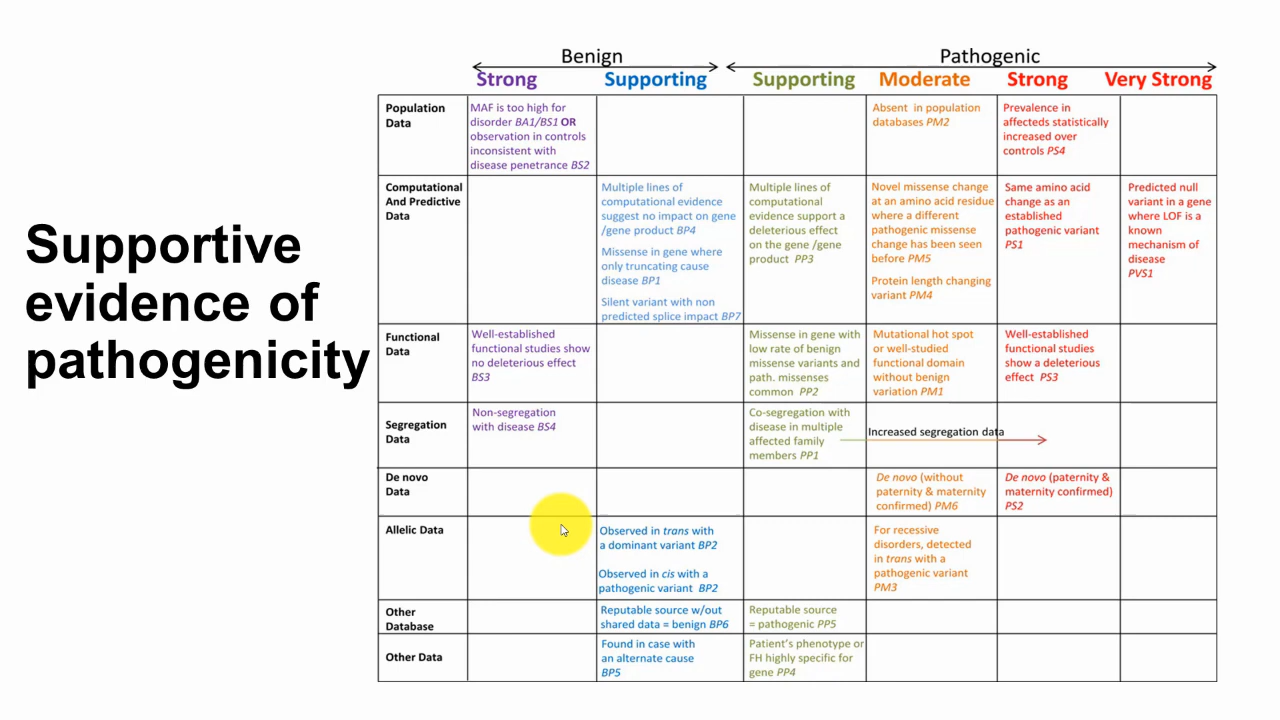 Supportive
evidence of
pathogenicity
Benign
Pathogenic
Strong
Supporting
Supporting
Moderate
Strong
Very Strong
Population
Data
MAF is too high for
disorder BA1/BS1 OR
observation in controls
inconsistent with
disease penetrance BS2
Absent in population
databases PM2
Prevalence in
affecteds statistically
increased over
controls PS4
Computational
And Predictive
Data
Multiple lines of
computational evidence
suggest no impact on gene
/gene product BP4
Missense in gene where
only truncating cause
disease BP1
Silent variant with non
predicted splice impact BP7
Multiple lines of
computational
evidence support a
deleterious effect
on the gene /gene
product PP3
Novel missense change
at an amino acid residue
where a different
pathogenic missense
change has been seen
before PM5
Protein length changing
variant PM4
Same amino acid
change as an
established
pathogenic variant
PS1
Predicted null
variant in a gene
where LOF is a
known
mechanism of
disease
PVS1
Functional
Data
Well-established
functional studies show
no deleterious effect
BS3
Missense in gene with
low rate of benign
missense variants and
path. missenses
common PP2
Mutational hot spot
or well-studied
functional domain
without benign
variation PM1
Well-established
functional studies
show a deleterious
effect PS3
Segregation
Data
Non-segregation
with disease BS4
Co-segregation with
disease in multiple
affected family
members PP1
Increased segregation data
De novo
Data
De novo (without
paternity & maternity
confirmed) PM6
De novo (paternity &
maternity confirmed)
PS2
Allelic Data
Observed in trans with
a dominant variant BP2
Observed in cis with a
pathogenic variant BP2
For recessive
disorders, detected
in trans with a
pathogenic variant
PM3
Other
Database
Reputable source w/out
shared data = benign BP6
Reputable source
= pathogenic PP5
Other Data
Found in case with
an alternate cause
BP5
Patient's phenotype or
FH highly specific for
gene PP4